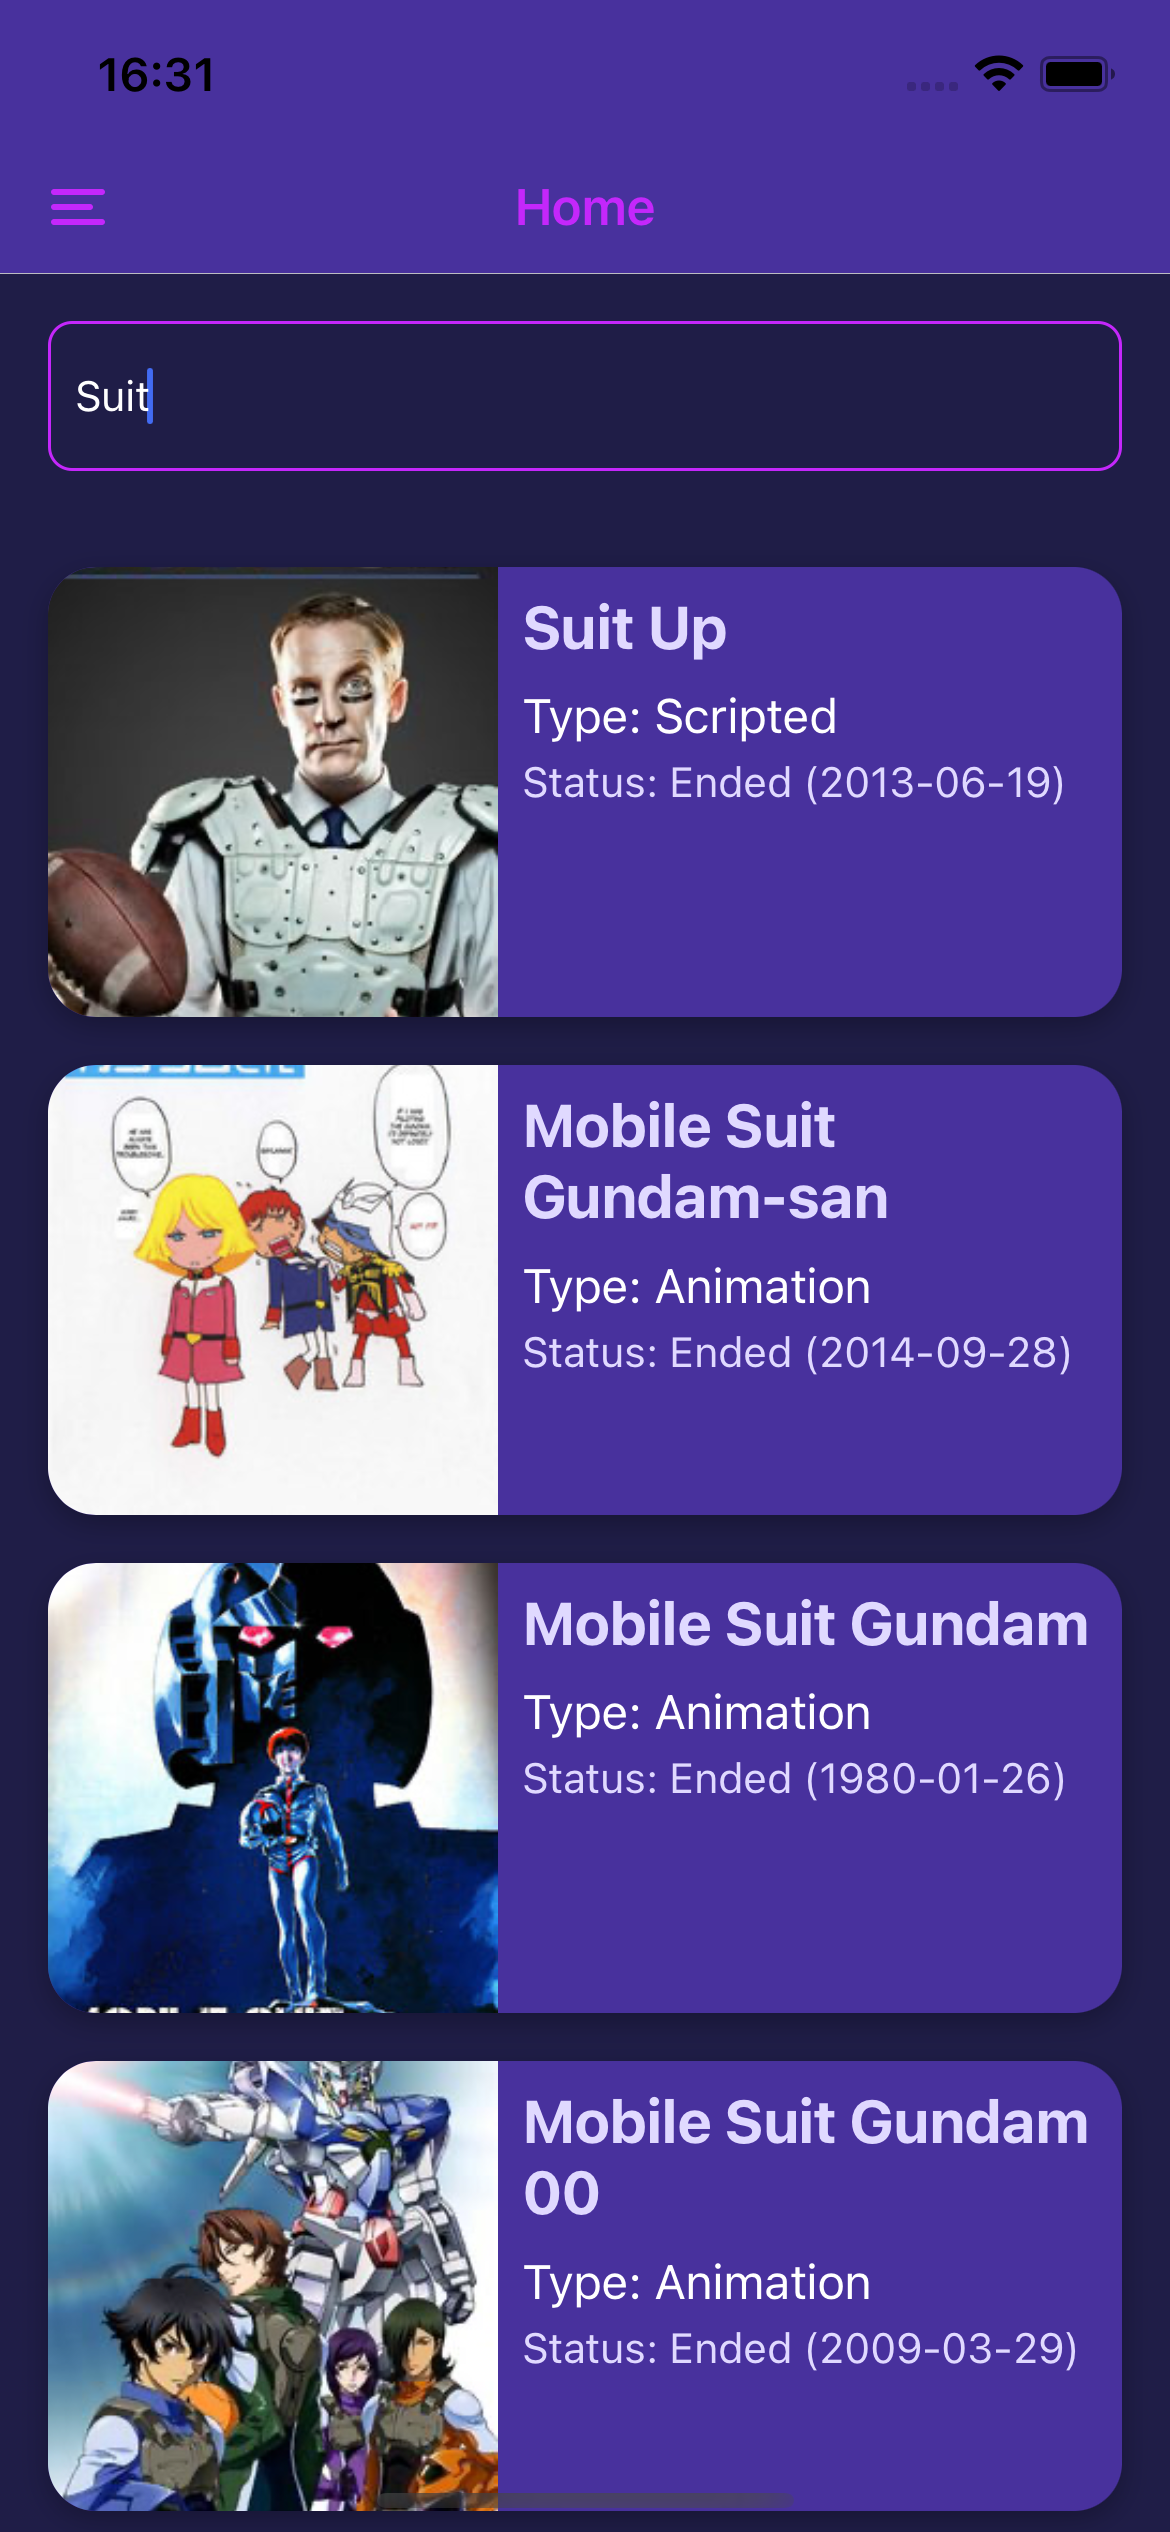 16:31
Home
Suit
Suit Up
Type: Scripted
Status: Ended (2013-06-19)
Mobile Suit
Gundam-san
Type: Animation
Status: Ended (2014-09-28)
Mobile Suit Gundam
Type: Animation
Status: Ended (1980-01-26)
Mobile Suit Gundam
00
Type: Animation
Status: Ended (2009-03-29)